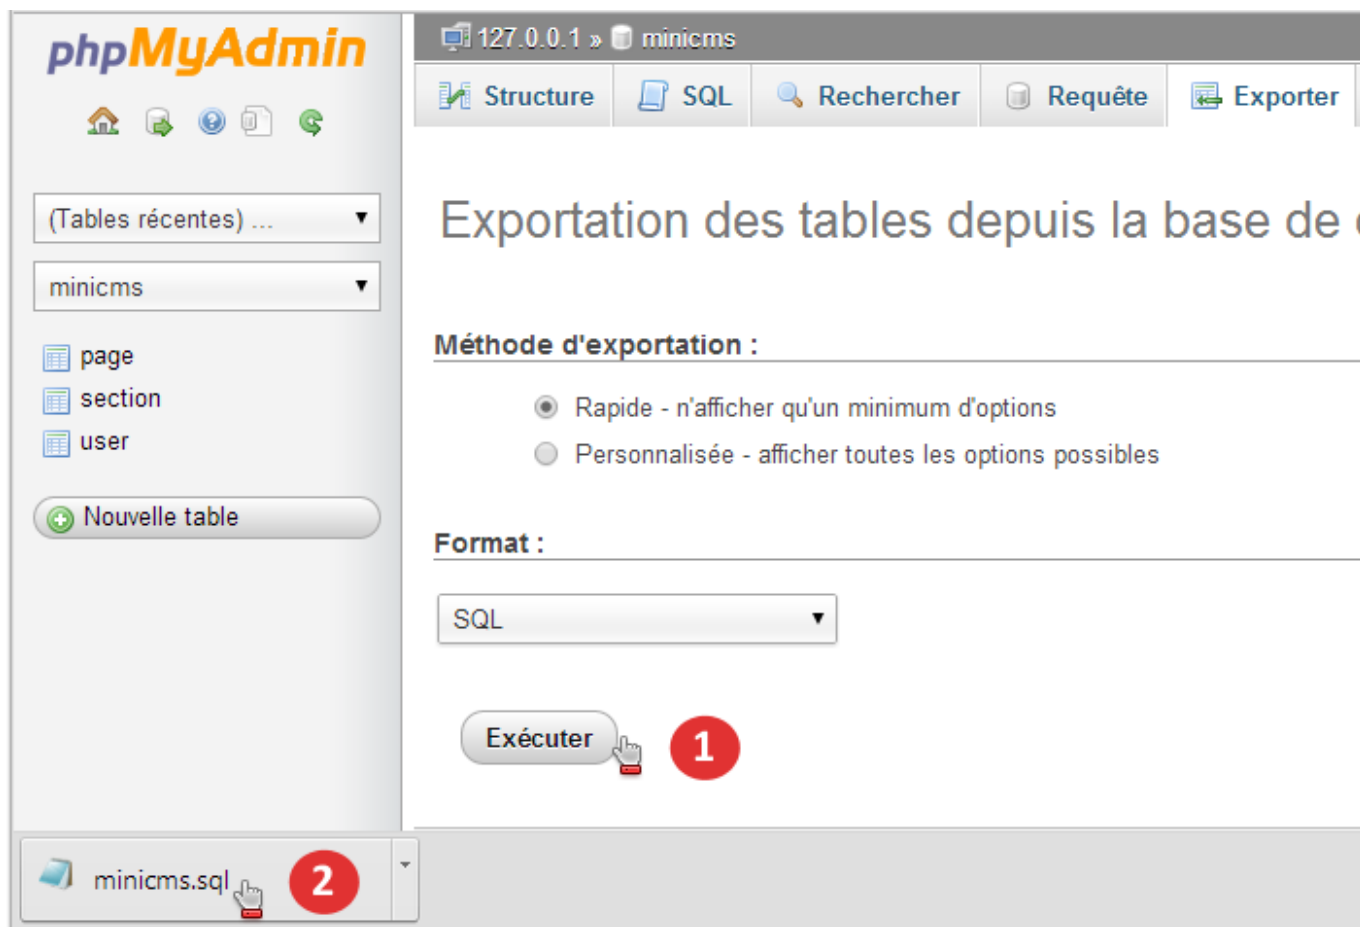 phpMyAdmin
(Tables récentes) ...
minicms
page
section
user
Nouvelle table
127.0.0.1 » minicms
Structure SQL Rechercher Requête Exporter
Exportation des tables depuis la base de
Méthode d'exportation :
Rapide - n'afficher qu'un minimum d'options
Personnalisée - afficher toutes les options possibles
Format :
SQL
Exécuter 1
minicms.sql 2